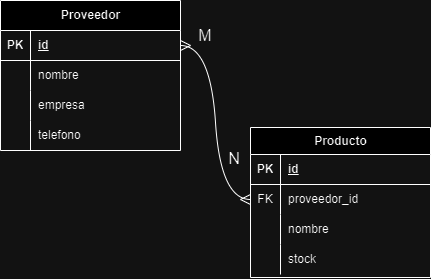 Proveedor
PK id
nombre
empresa
telefono
M
N
Producto
PK id
FK proveedor_id
nombre
stock